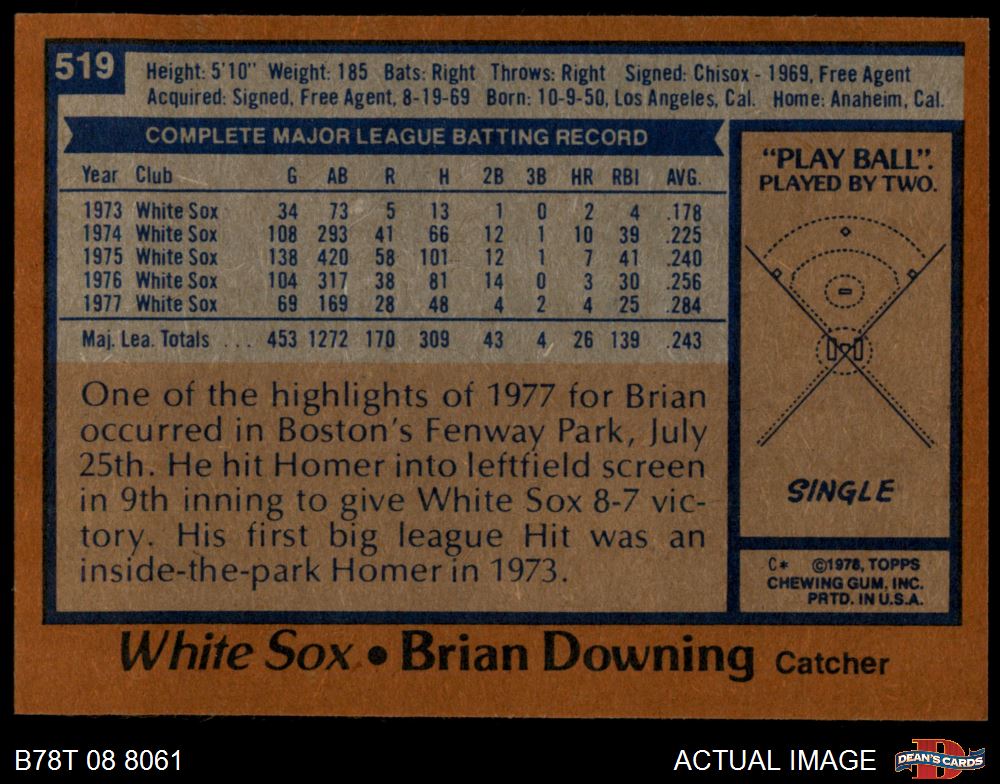 519
Height: 5'10" Weight: 185 Bats: Right Throws: Right Signed: Chisox - 1969, Free Agent
Acquired: Signed, Free Agent, 8-19-69 Born: 10-9-50, Los Angeles, Cal. Home: Anaheim, Cal.
COMPLETE MAJOR LEAGUE BATTING RECORD
Year Club G AB R H 2B 3B HR RBI AVG.
1973 White Sox 34 73 5 13 1 0 2 4 .178
1974 White Sox 108 293 41 66 12 1 10 39 .225
1975 White Sox 138 420 58 101 12 1 7 41 .240
1976 White Sox 104 317 38 81 14 0 3 30 .256
1977 White Sox 69 169 28 48 4 2 4 25 .284
Maj. Lea. Totals ... 453 1272 170 309 43 4 26 139 .243
One of the highlights of 1977 for Brian
occurred in Boston's Fenway Park, July
25th. He hit Homer into leftfield screen
in 9th inning to give White Sox 8-7 vic-
tory. His first big league Hit was an
inside-the-park Homer in 1973.
"PLAY BALL".
PLAYED BY TWO.
SINGLE
C* ©1978, TOPPS
CHEWING GUM, INC.
PRTD. IN U.S.A.
White Sox • Brian Downing Catcher
B78T 08 8061
ACTUAL IMAGE
D
DEAN'S CARDS